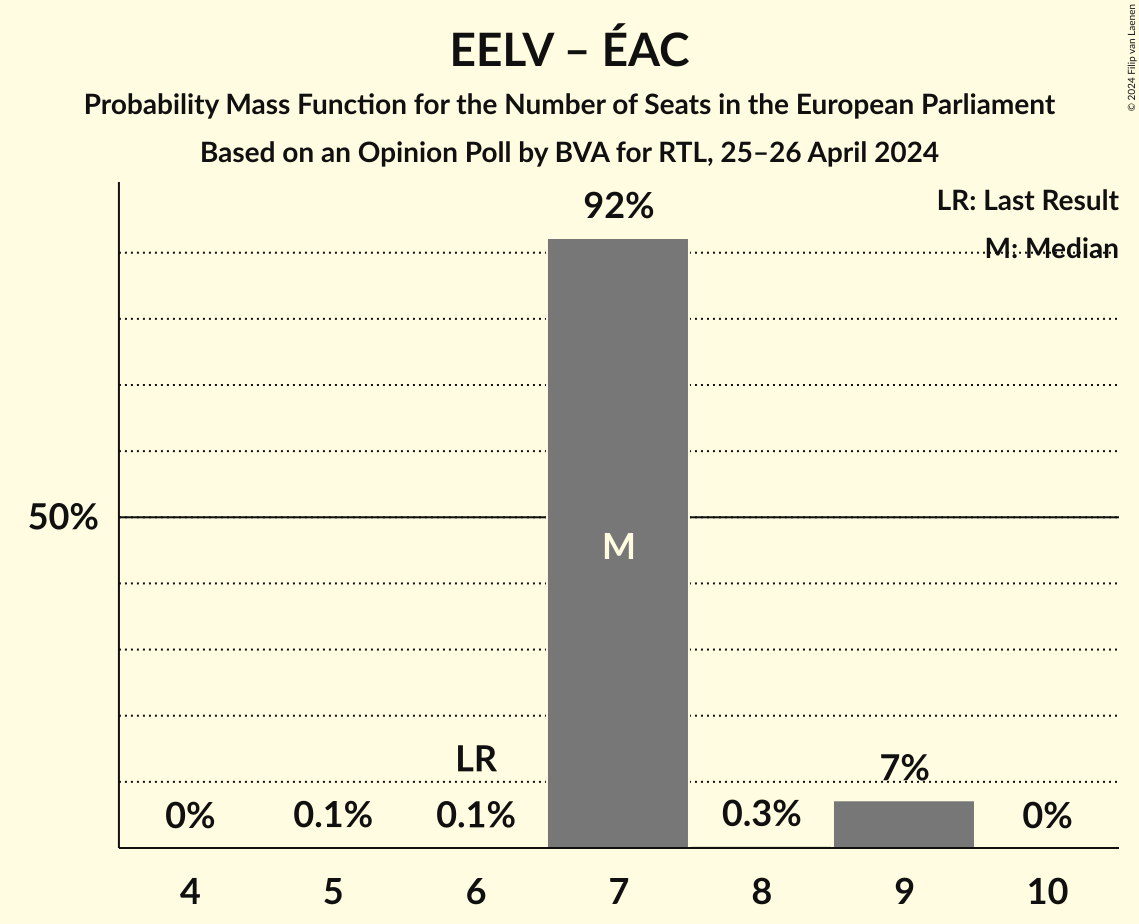 EELV – ÉAC
Probability Mass Function for the Number of Seats in the European Parliament
Based on an Opinion Poll by BVA for RTL, 25–26 April 2024
© 2024 Filip van Laenen
LR: Last Result
M: Median
92%
50%
M
LR
7%
0% 0.1% 0.1% 0.3% 0%
4 5 6 7 8 9 10